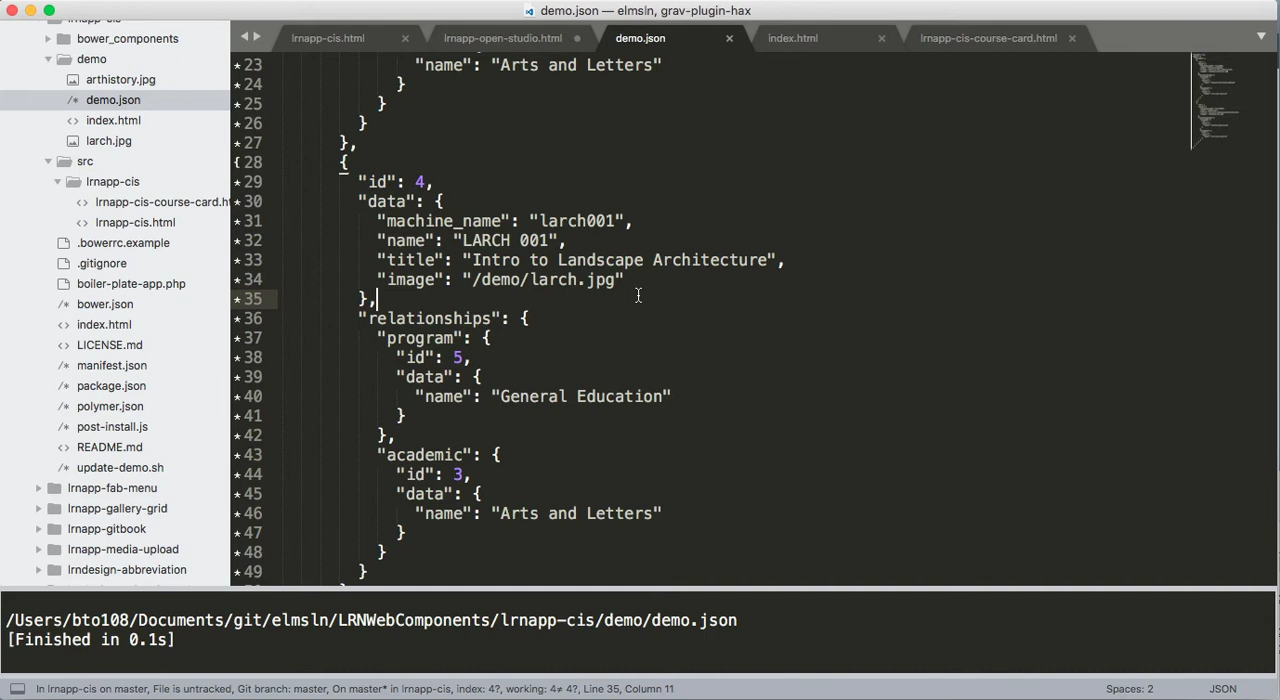 demo.json — elmsln, grav-plugin-hax
lrnapp-cis
bower_components
demo
arthistory.jpg
/* demo.json
<> index.html
larch.jpg
src
lrnapp-cis
<> lrnapp-cis-course-card.h
<> lrnapp-cis.html
.bowerrc.example
.gitignore
boiler-plate-app.php
/* bower.json
<> index.html
LICENSE.md
/* manifest.json
/* package.json
/* polymer.json
/* post-install.js
<> README.md
/* update-demo.sh
lrnapp-fab-menu
lrnapp-gallery-grid
lrnapp-gitbook
lrnapp-media-upload
lrndesign-abbreviation
lrnapp-cis.html × lrnapp-open-studio.html demo.json × index.html × lrnapp-cis-course-card.html ×
* 23 "name": "Arts and Letters"
* 24 }
* 25 }
* 26 }
* 27 },
{ 28 {
* 29 "id": 4,
* 30 "data": {
* 31 "machine_name": "larch001",
* 32 "name": "LARCH 001",
* 33 "title": "Intro to Landscape Architecture",
* 34 "image": "/demo/larch.jpg"
* 35 },
* 36 "relationships": {
* 37 "program": {
* 38 "id": 5,
* 39 "data": {
* 40 "name": "General Education"
* 41 }
* 42 },
* 43 "academic": {
* 44 "id": 3,
* 45 "data": {
* 46 "name": "Arts and Letters"
* 47 }
* 48 }
* 49 }
/Users/bto108/Documents/git/elmsln/LRNWebComponents/lrnapp-cis/demo/demo.json
[Finished in 0.1s]
In lrnapp-cis on master, File is untracked, Git branch: master, On master* in lrnapp-cis, index: 4?, working: 4≠ 4?, Line 35, Column 11 Spaces: 2 JSON